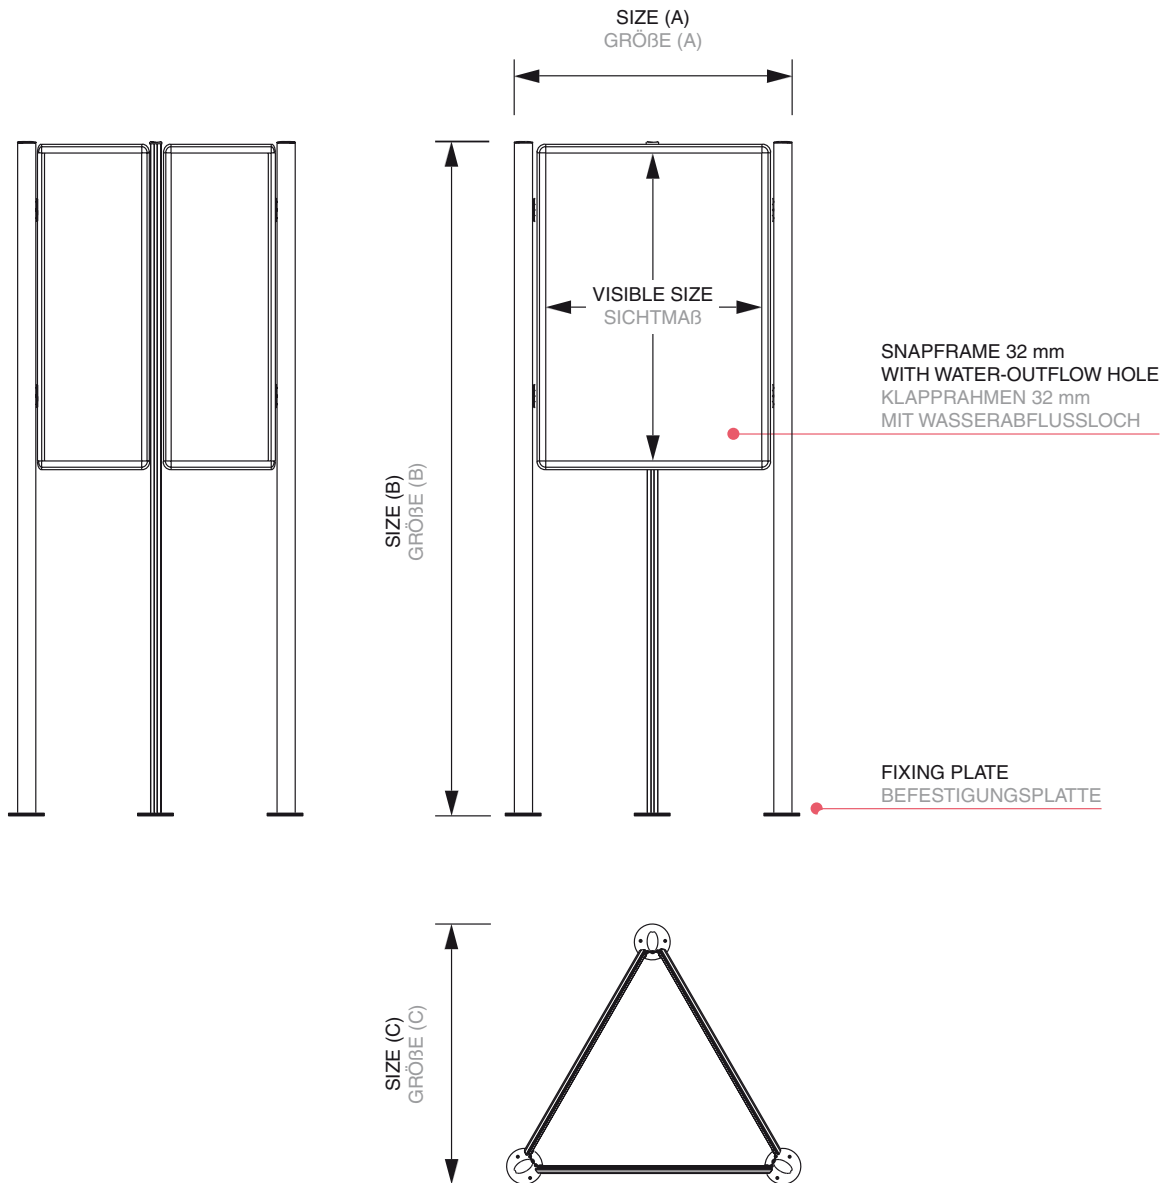 SIZE (A)
GRÖßE (A)
VISIBLE SIZE
SICHTMAß
SNAPFRAME 32 mm
WITH WATER-OUTFLOW HOLE
KLAPPRAHMEN 32 mm
MIT WASSERABFLUSSLOCH
SIZE (B)
GRÖßE (B)
FIXING PLATE
BEFESTIGUNGSPLATTE
SIZE (C)
GRÖßE (C)